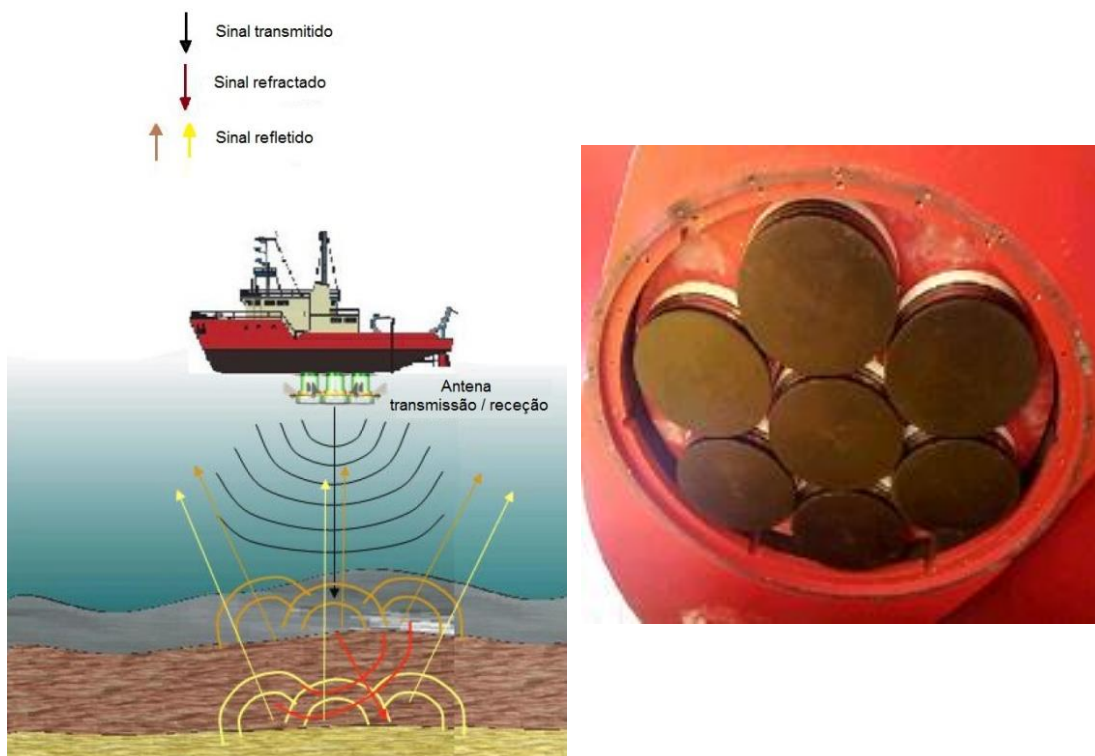 Sinal transmitido
Sinal refractado
Sinal refletido
Antena
transmissão / receção